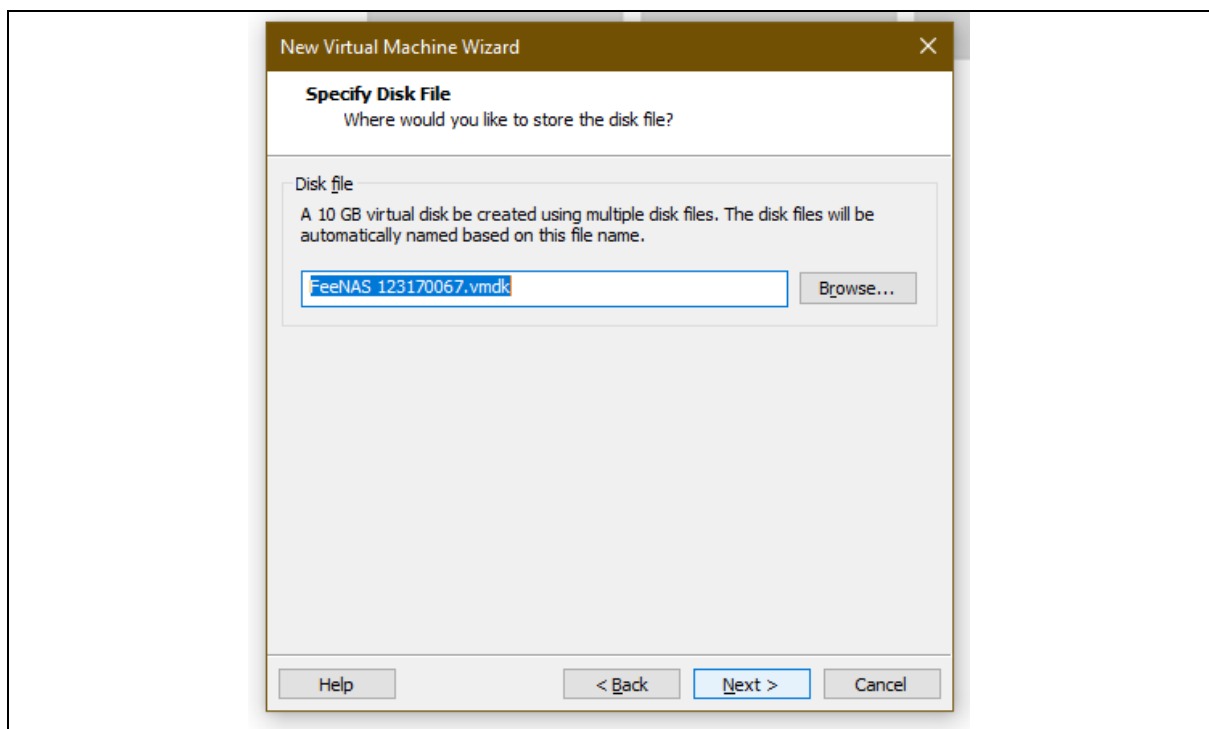 New Virtual Machine Wizard
Specify Disk File
Where would you like to store the disk file?
Disk file
A 10 GB virtual disk be created using multiple disk files. The disk files will be
automatically named based on this file name.
FeeNAS 123170067.vmdk
Browse...
Help
< Back
Next >
Cancel